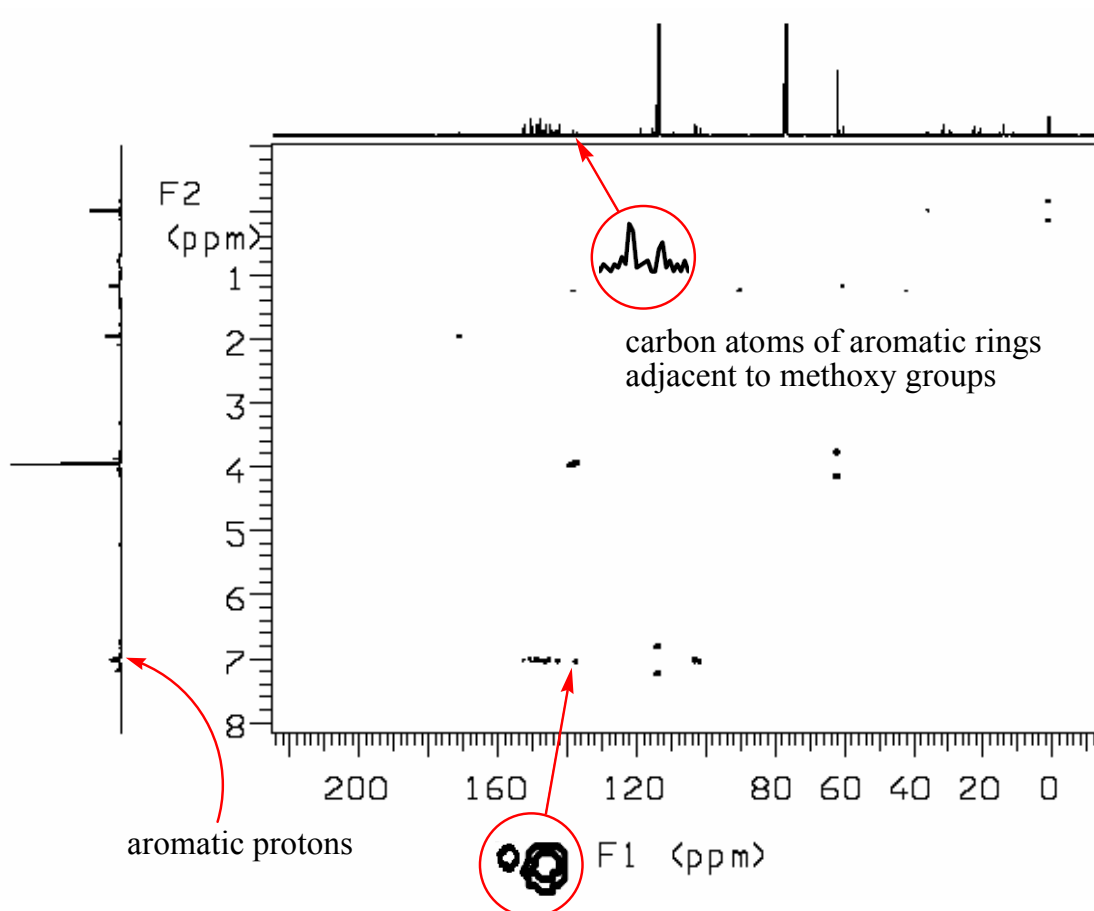 F2
(ppm)
carbon atoms of aromatic rings
adjacent to methoxy groups
1
2
3
4
5
6
7
8
200 160 120 80 60 40 20 0
aromatic protons
F1 (ppm)